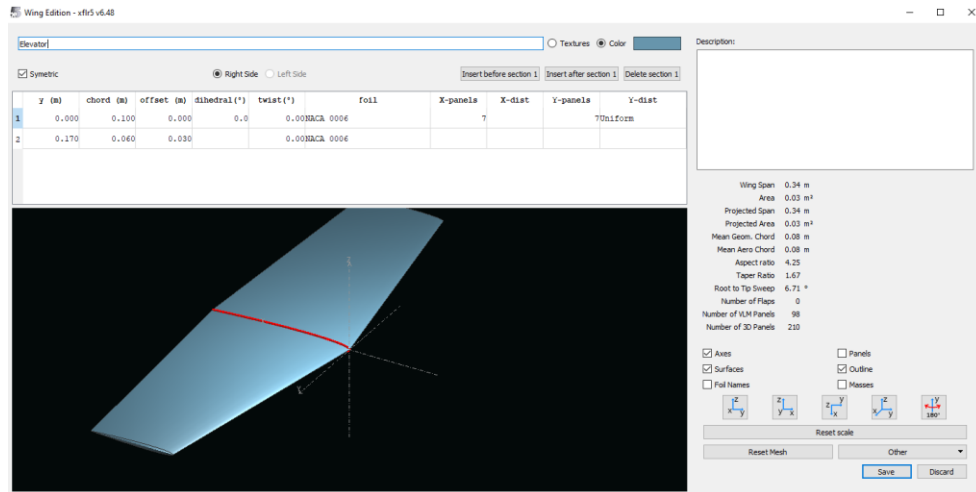 Wing Edition - xflr5 v6.48
Elevator
Textures
Color
Description:
Symetric
Right Side
Left Side
Insert before section 1
Insert after section 1
Delete section 1
y (m) chord (m) offset (m) dihedral(°) twist(°) foil X-panels X-dist Y-panels Y-dist
1 0.000 0.100 0.000 0.0 0.00NACA 0006 7 7Uniform
2 0.170 0.060 0.030 0.00NACA 0006
Wing Span 0.34 m
Area 0.03 m²
Projected Span 0.34 m
Projected Area 0.03 m²
Mean Geom. Chord 0.08 m
Mean Aero Chord 0.08 m
Aspect ratio 4.25
Taper Ratio 1.67
Root to Tip Sweep 6.71 °
Number of Flaps 0
Number of VLM Panels 98
Number of 3D Panels 210
Axes
Panels
Surfaces
Outline
Foil Names
Masses
z x y
z y x
z y x
z x y
y 180°
Reset scale
Reset Mesh
Other
Save
Discard